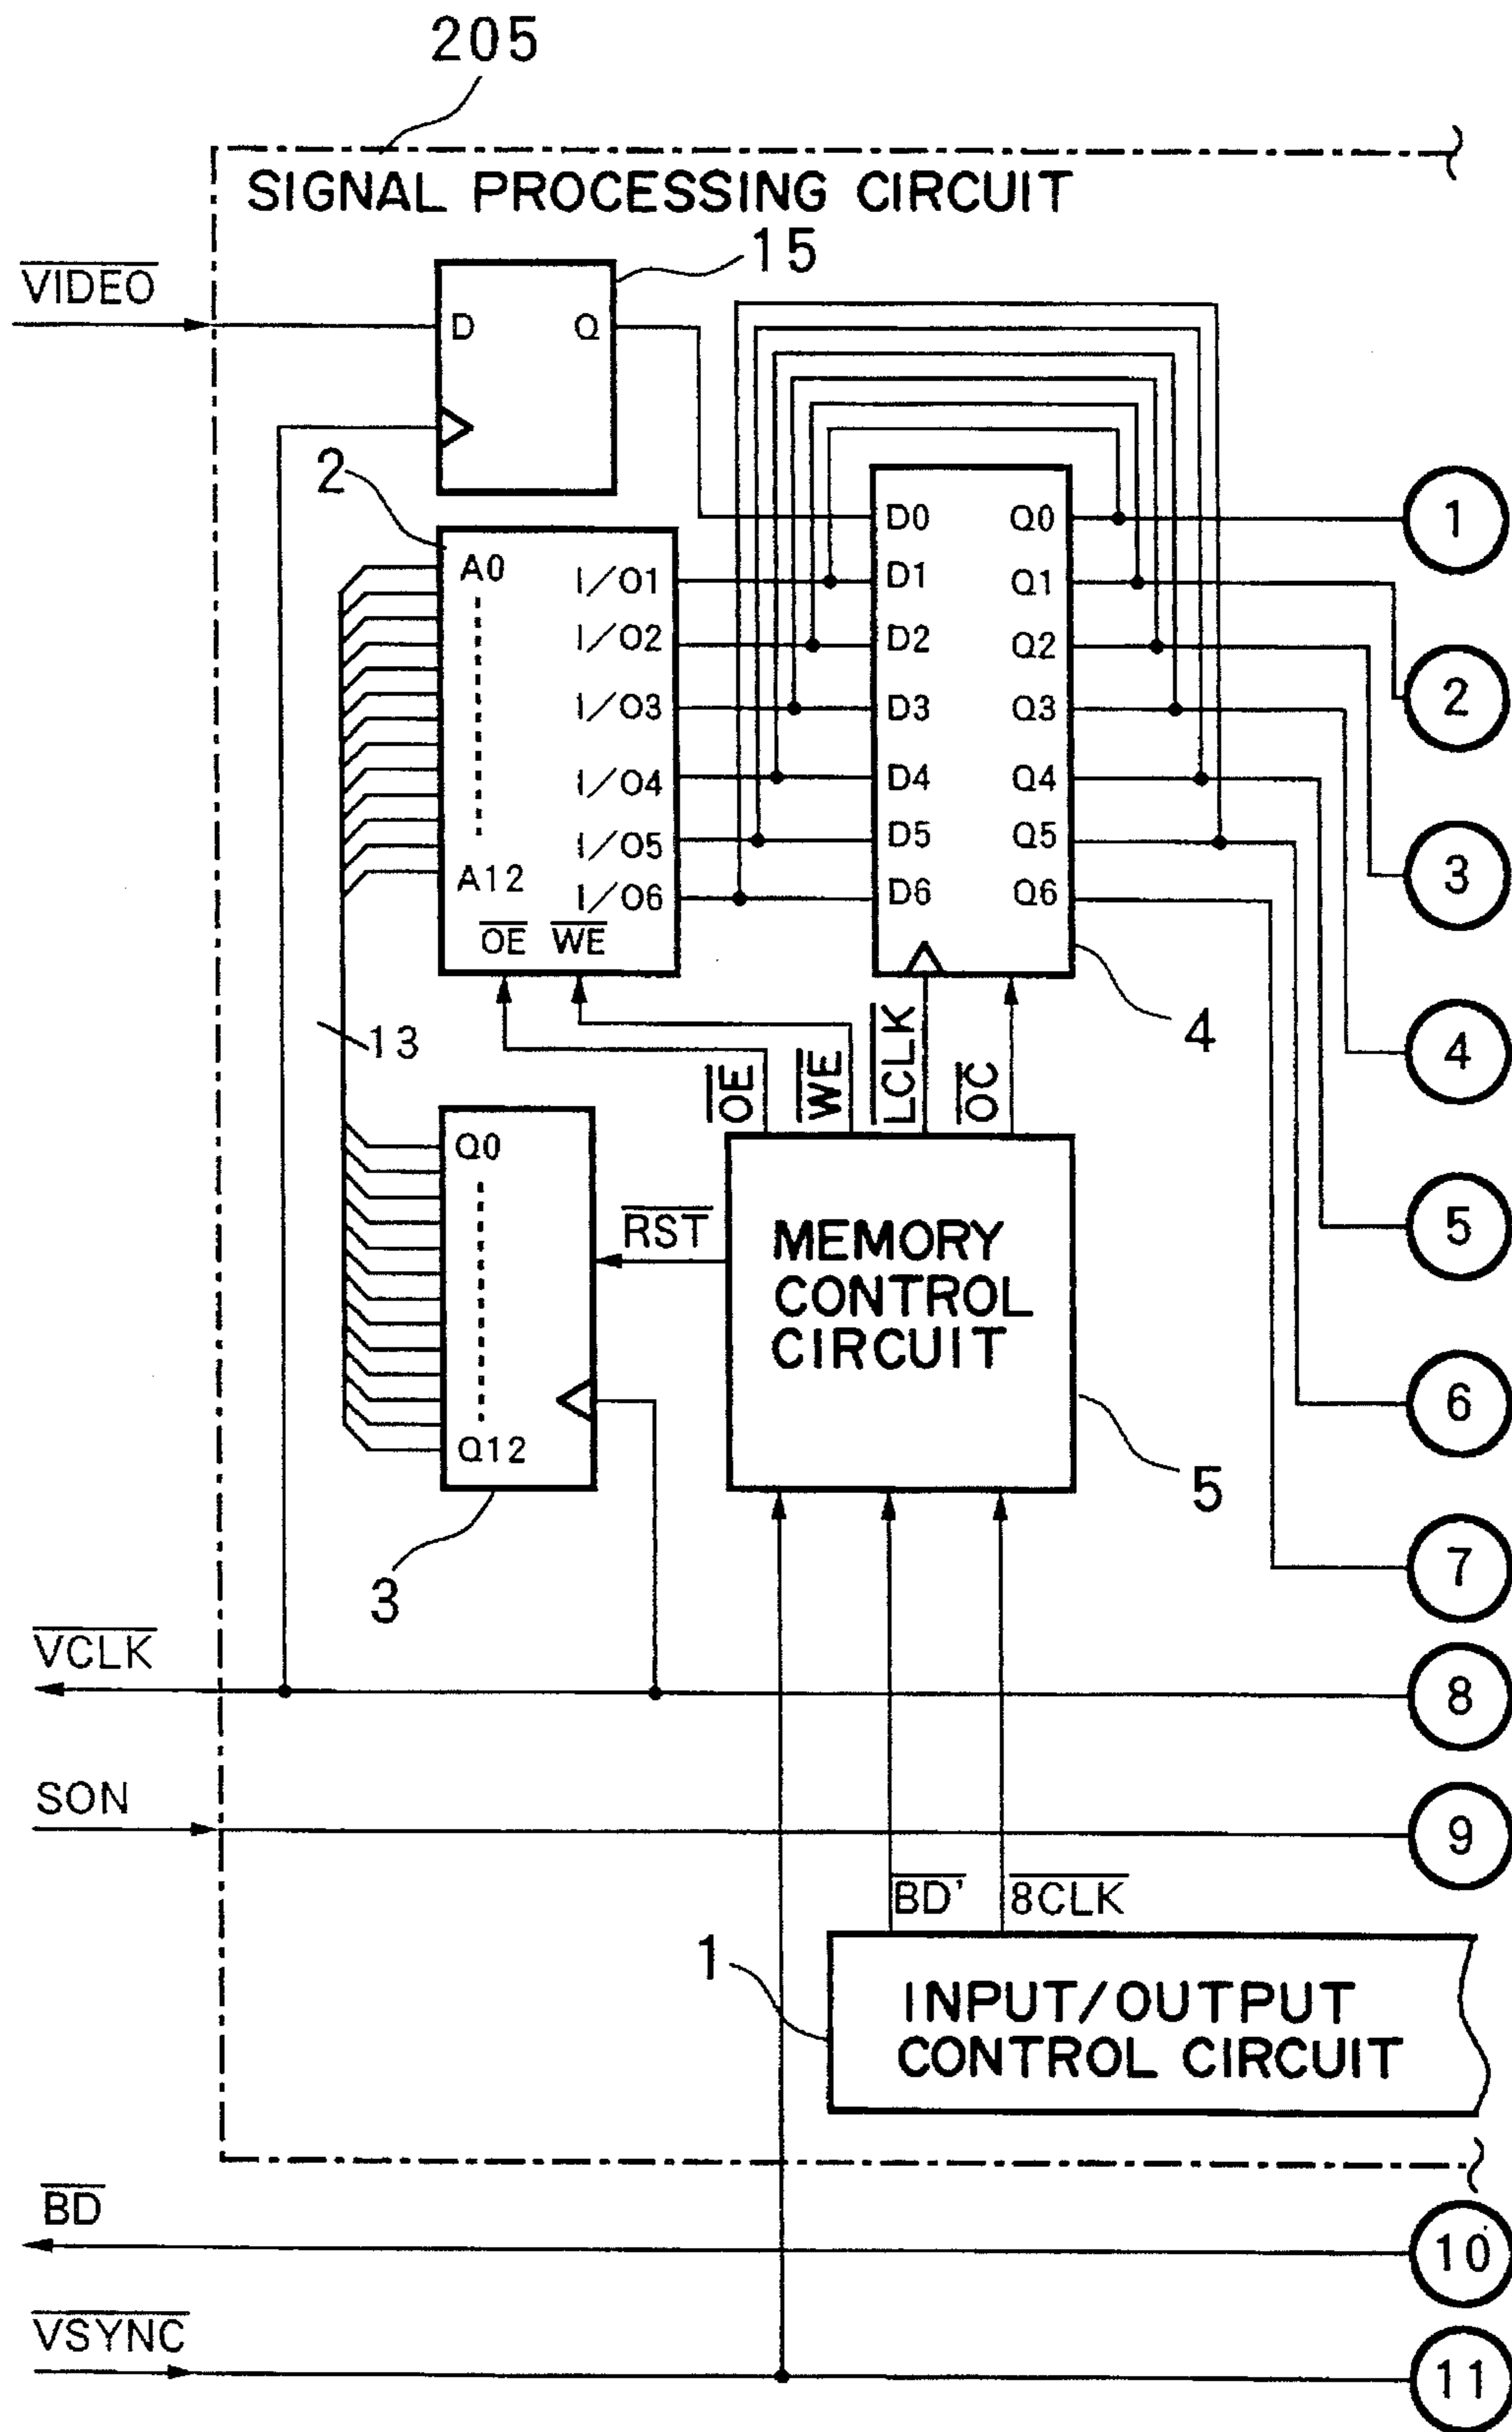 205
SIGNAL PROCESSING CIRCUIT
VIDEO
15
D Q
2
A0
A12
I/O1
I/O2
I/O3
I/O4
I/O5
I/O6
OE WE
D0 Q0
D1 Q1
D2 Q2
D3 Q3
D4 Q4
D5 Q5
D6 Q6
4
13
OE
WE
LCLK
OC
Q0
Q12
3
RST
MEMORY
CONTROL
CIRCUIT
5
VCLK
SON
BD'
8CLK
1
INPUT/OUTPUT
CONTROL CIRCUIT
BD
VSYNC
1
2
3
4
5
6
7
8
9
10
11